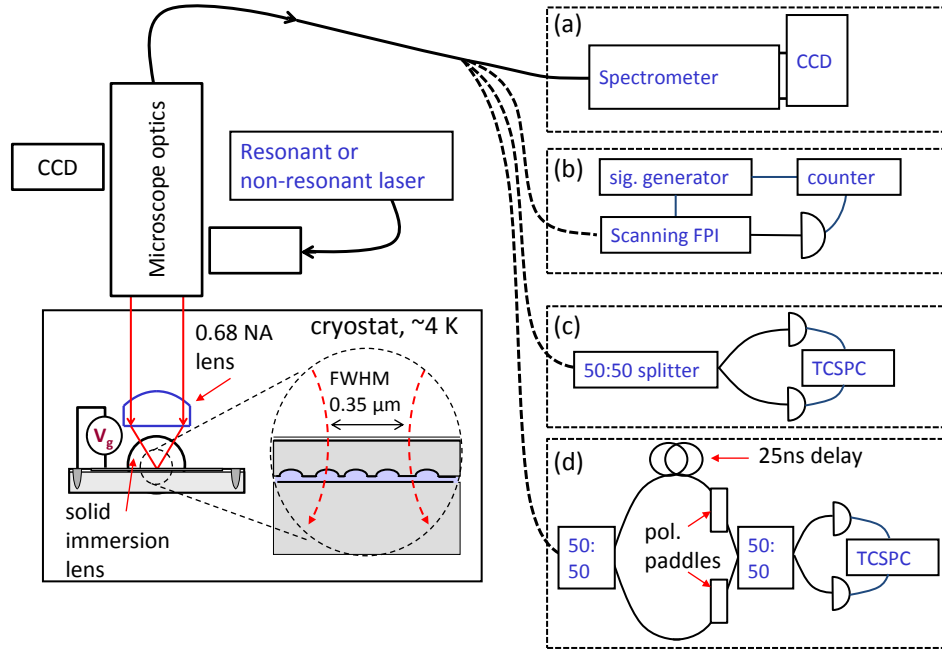 CCD
Microscope optics
Resonant or
non-resonant laser
cryostat, ~4 K
0.68 NA
lens
FWHM
0.35 µm
Vg
solid
immersion
lens
(a)
Spectrometer
CCD
(b)
sig. generator
counter
Scanning FPI
(c)
50:50 splitter
TCSPC
(d)
25ns delay
pol.
paddles
50:
50
50:
50
TCSPC